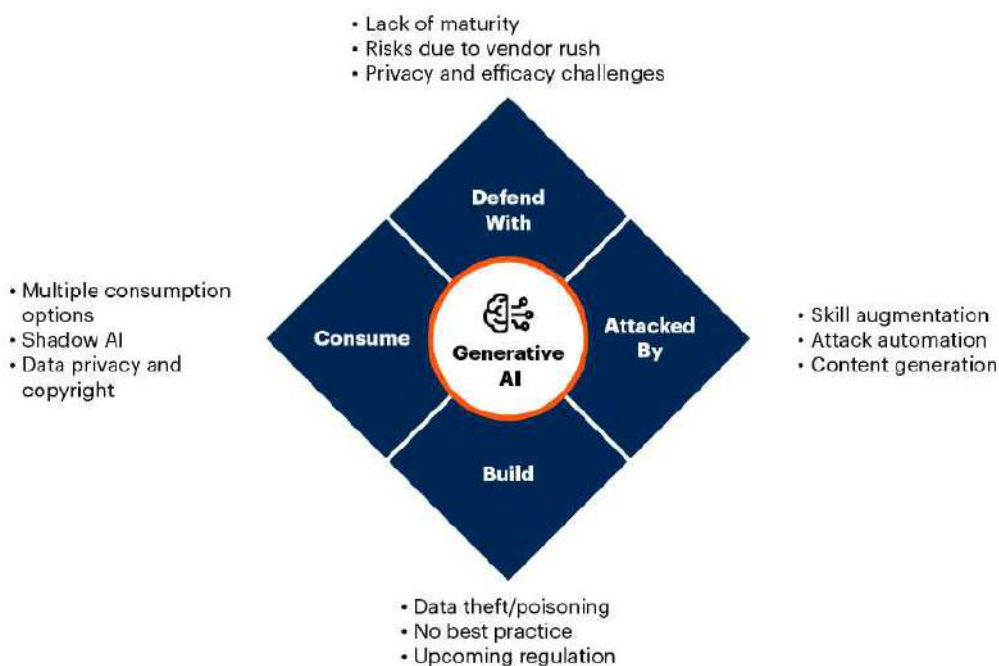 • Lack of maturity
• Risks due to vendor rush
• Privacy and efficacy challenges
Defend
With
• Multiple consumption
options
• Shadow AI
• Data privacy and
copyright
Consume
Generative
AI
Attacked
By
• Skill augmentation
• Attack automation
• Content generation
Build
• Data theft/poisoning
• No best practice
• Upcoming regulation